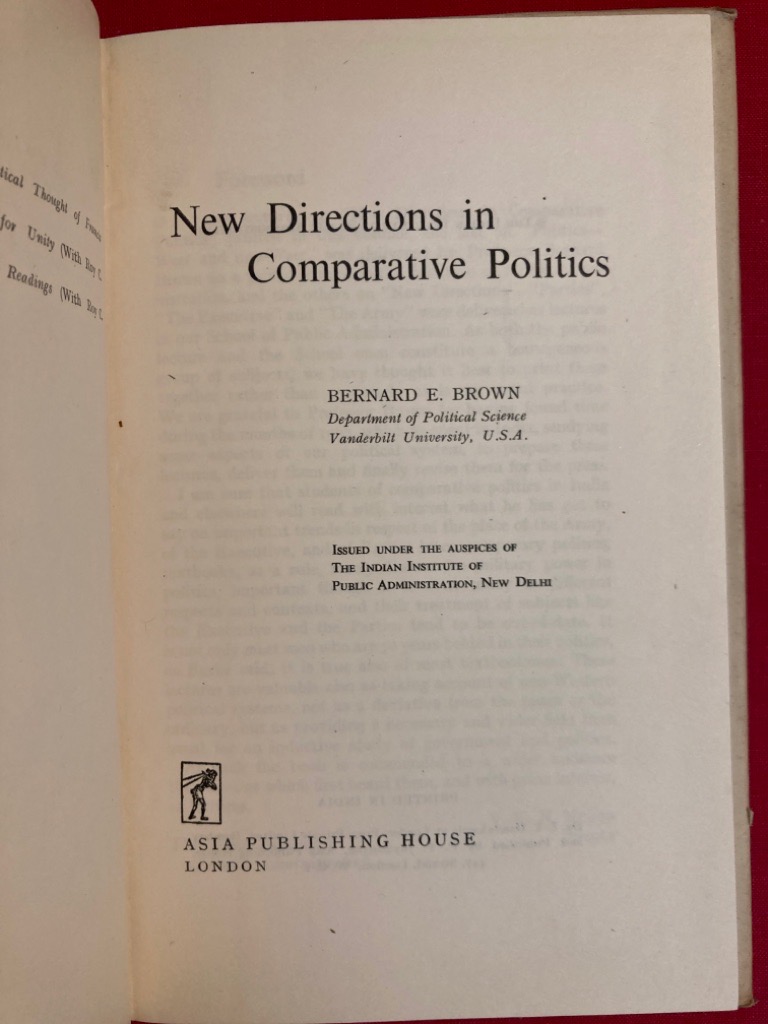 tical Thought of France
for Unity (With Roy C.
Readings (With Roy C.
New Directions in
Comparative Politics
BERNARD E. BROWN
Department of Political Science
Vanderbilt University, U.S.A.
ISSUED UNDER THE AUSPICES OF
THE INDIAN INSTITUTE OF
PUBLIC ADMINISTRATION, NEW DELHI
ASIA PUBLISHING HOUSE
LONDON